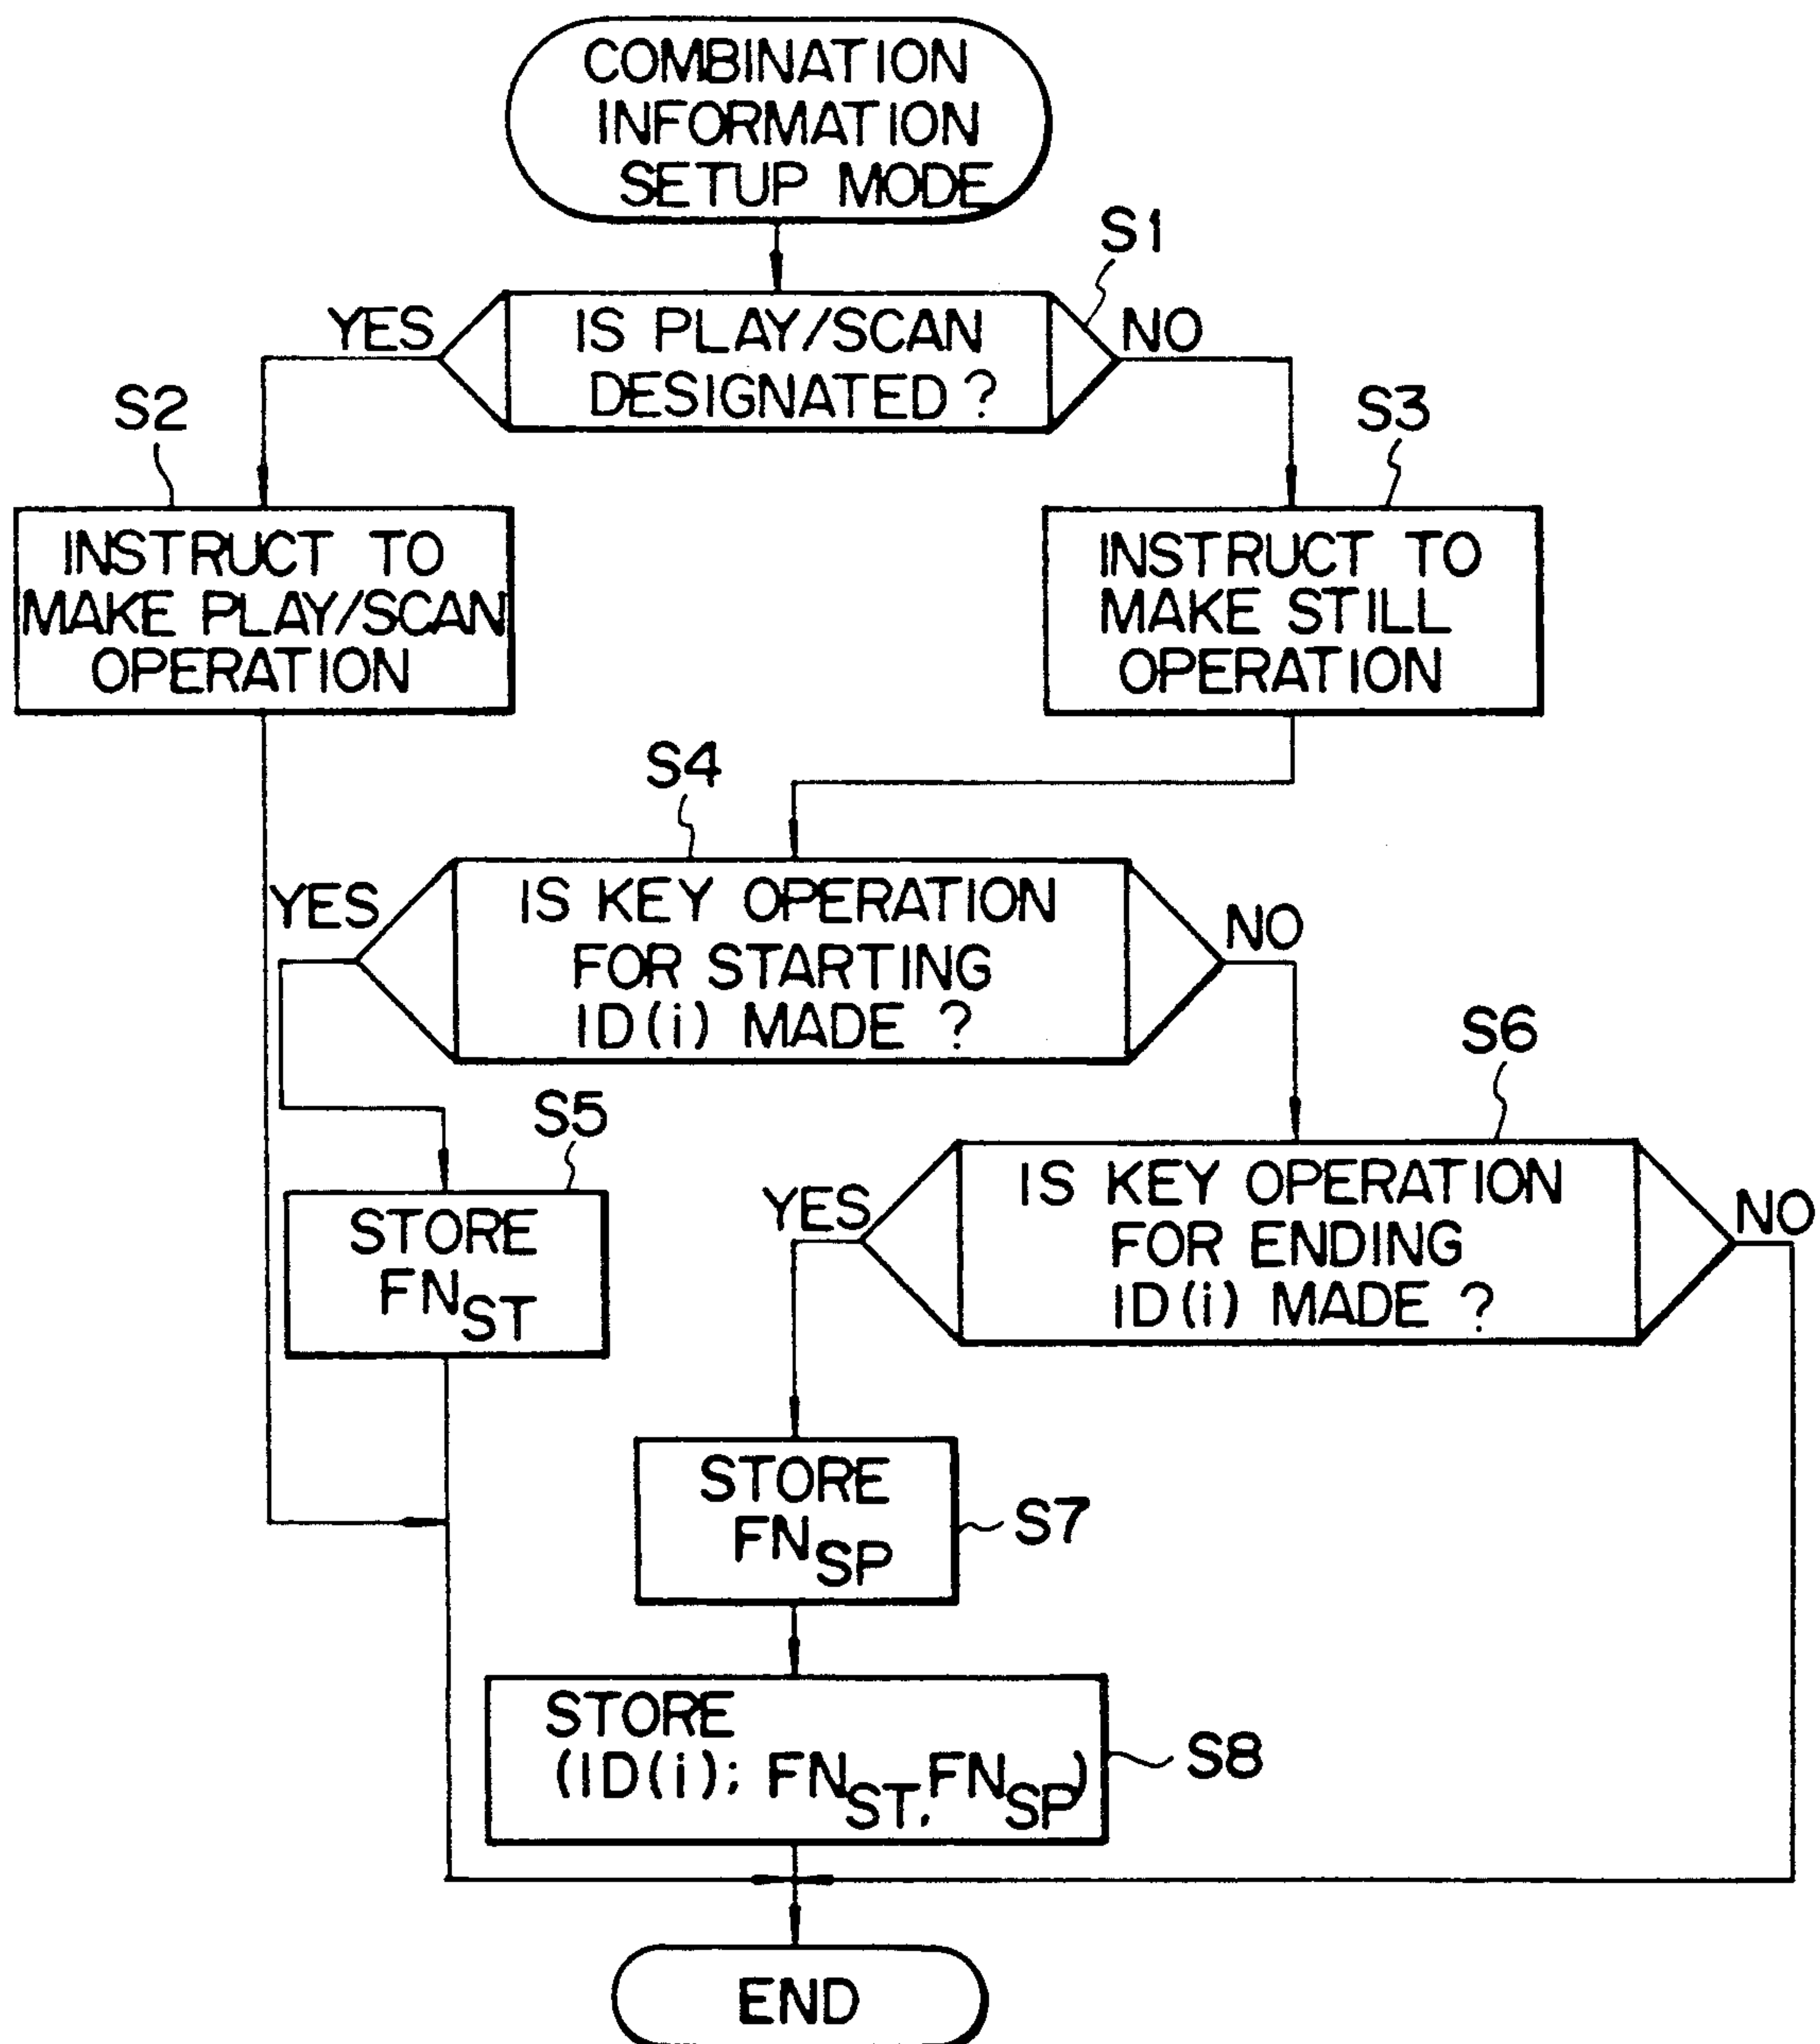 COMBINATION
INFORMATION
SETUP MODE
S1
YES
IS PLAY/SCAN
DESIGNATED ?
NO
S2
INSTRUCT TO
MAKE PLAY/SCAN
OPERATION
S3
INSTRUCT TO
MAKE STILL
OPERATION
S4
YES
IS KEY OPERATION
FOR STARTING
ID(i) MADE ?
NO
S5
STORE
FNST
S6
YES
IS KEY OPERATION
FOR ENDING
ID(i) MADE ?
NO
STORE
FNSP
S7
STORE
(ID(i); FNST, FNSP)
S8
END